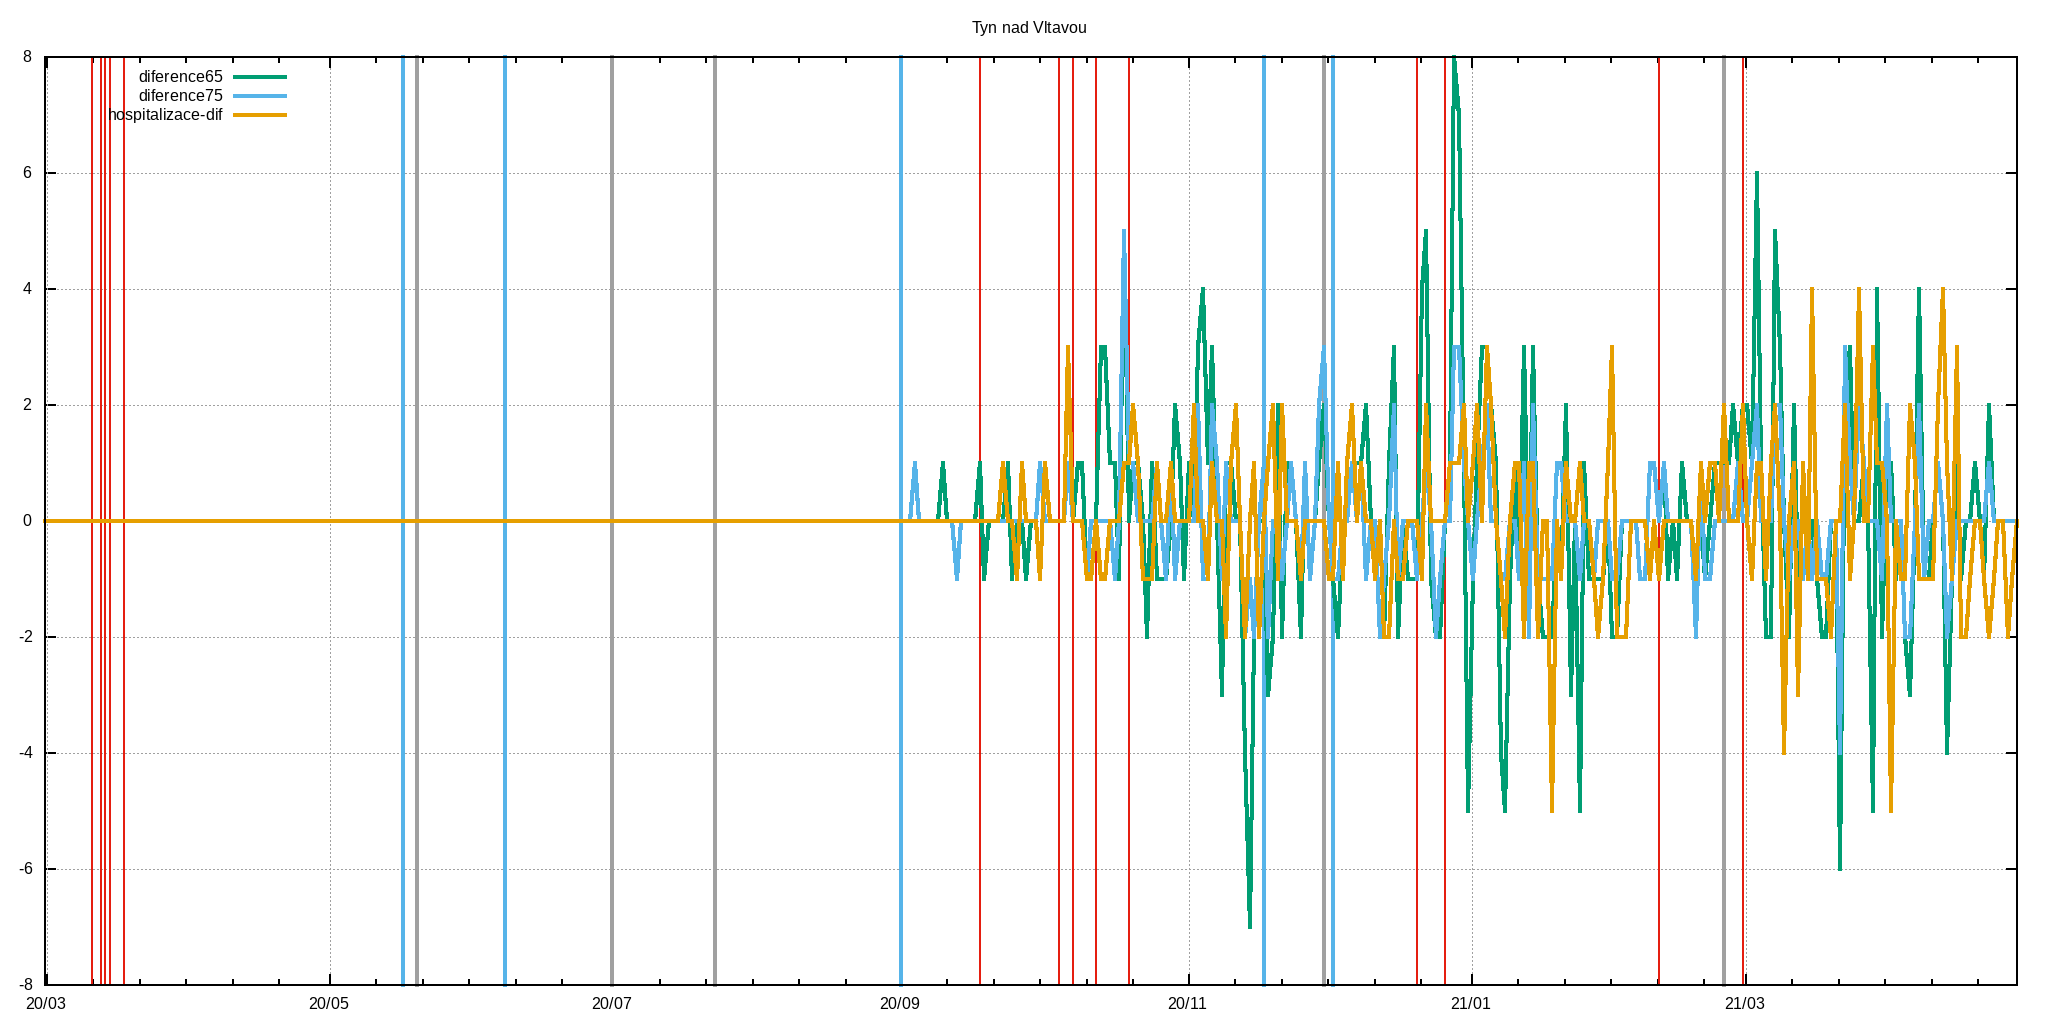 Tyn nad Vltavou
8
diference65
diference75
hospitalizace-dif
6
4
2
0
-2
-4
-6
-8
20/03 20/05 20/07 20/09 20/11 21/01 21/03